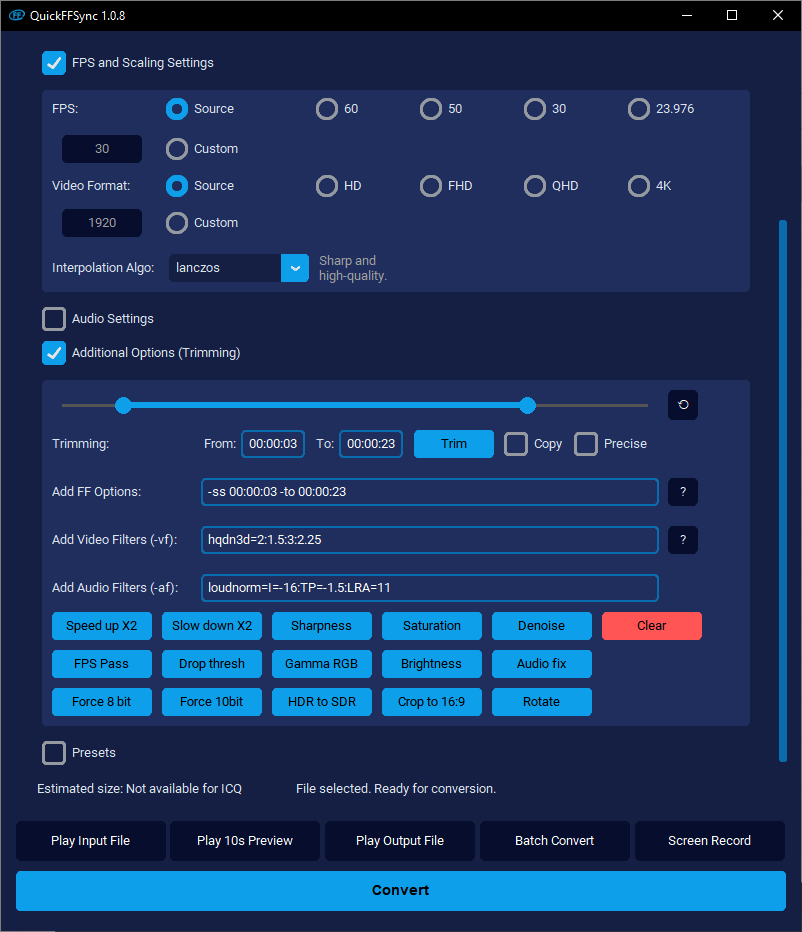 QuickFFSync 1.0.8
FPS and Scaling Settings
FPS: Source 60 50 30 23.976
30 Custom
Video Format: Source HD FHD QHD 4K
1920 Custom
Interpolation Algo: lanczos Sharp and
high-quality.
Audio Settings
Additional Options (Trimming)
Trimming: From: 00:00:03 To: 00:00:23 Trim Copy Precise
Add FF Options: -ss 00:00:03 -to 00:00:23 ?
Add Video Filters (-vf): hqdn3d=2:1.5:3:2.25 ?
Add Audio Filters (-af): loudnorm=I=-16:TP=-1.5:LRA=11
Speed up X2 Slow down X2 Sharpness Saturation Denoise Clear
FPS Pass Drop thresh Gamma RGB Brightness Audio fix
Force 8 bit Force 10bit HDR to SDR Crop to 16:9 Rotate
Presets
Estimated size: Not available for ICQ File selected. Ready for conversion.
Play Input File Play 10s Preview Play Output File Batch Convert Screen Record
Convert